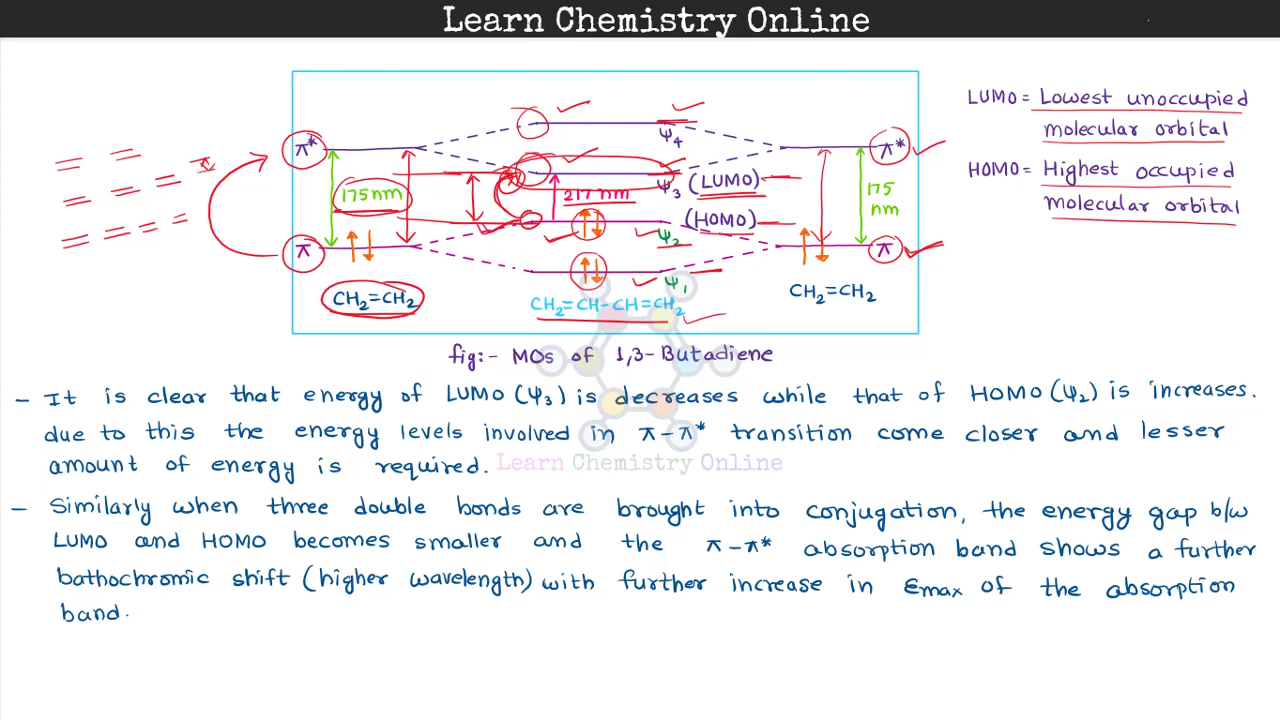 Learn Chemistry Online
LUMO = Lowest unoccupied
molecular orbital
HOMO = Highest occupied
molecular orbital
ψ4
π*
π*
π*
175nm
217 nm
ψ3 (LUMO)
175
nm
(HOMO)
ψ2
π
π
ψ1
CH2=CH2
CH2=CH-CH=CH2
CH2=CH2
fig:- MOs of 1,3-Butadiene
- It is clear that energy of LUMO (ψ3) is decreases while that of HOMO (ψ2) is increases.
due to this the energy levels involved in π-π* transition come closer and lesser
amount of energy is required.
Learn Chemistry Online
- Similarly when three double bonds are brought into conjugation, the energy gap b/w
LUMO and HOMO becomes smaller and the π-π* absorption band shows a further
bathochromic shift (higher wavelength) with further increase in εmax of the absorption
band.